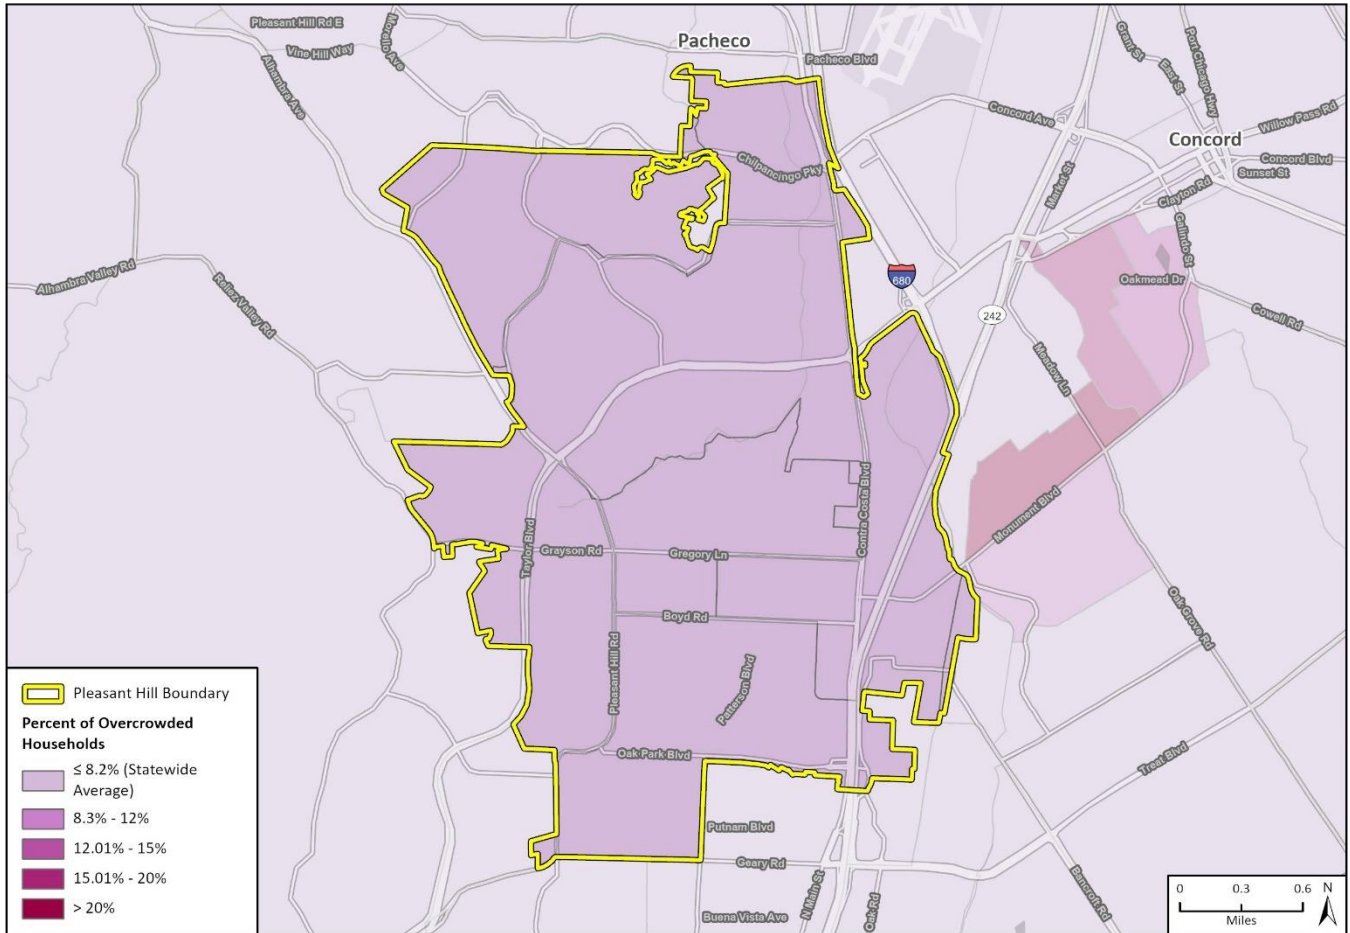 Pleasant Hill Rd E
Morello Ave
Vine Hill Way
Pacheco
Pacheco Blvd
Grant St
East St
Port Chicago Hwy
Alhambra Ave
Concord Ave
Willow Pass Rd
Concord
Concord Blvd
Sunset St
Market St
Clayton Rd
Chilpancingo Pky
Galindo St
Alhambra Valley Rd
Reliez Valley Rd
680
Oakmead Dr
242
Cowell Rd
Meadow Ln
Contra Costa Blvd
Monument Blvd
Taylor Blvd
Grayson Rd
Gregory Ln
Boyd Rd
Oak Grove Rd
Pleasant Hill Rd
Patterson Blvd
Oak Park Blvd
Treat Blvd
Putnam Blvd
Geary Rd
N Main St
Oak Rd
Bancroft Rd
Buena Vista Ave
Pleasant Hill Boundary
Percent of Overcrowded
Households
≤ 8.2% (Statewide
Average)
8.3% - 12%
12.01% - 15%
15.01% - 20%
> 20%
0 0.3 0.6
Miles
N